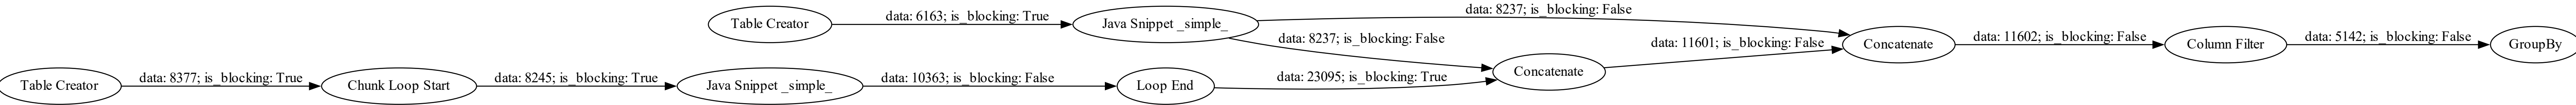 Table Creator
data: 6163; is_blocking: True
Java Snippet _simple_
data: 8237; is_blocking: False
data: 8237; is_blocking: False
data: 11601; is_blocking: False
Concatenate
data: 11602; is_blocking: False
Column Filter
data: 5142; is_blocking: False
GroupBy
Table Creator
data: 8377; is_blocking: True
Chunk Loop Start
data: 8245; is_blocking: True
Java Snippet _simple_
data: 10363; is_blocking: False
Loop End
data: 23095; is_blocking: True
Concatenate